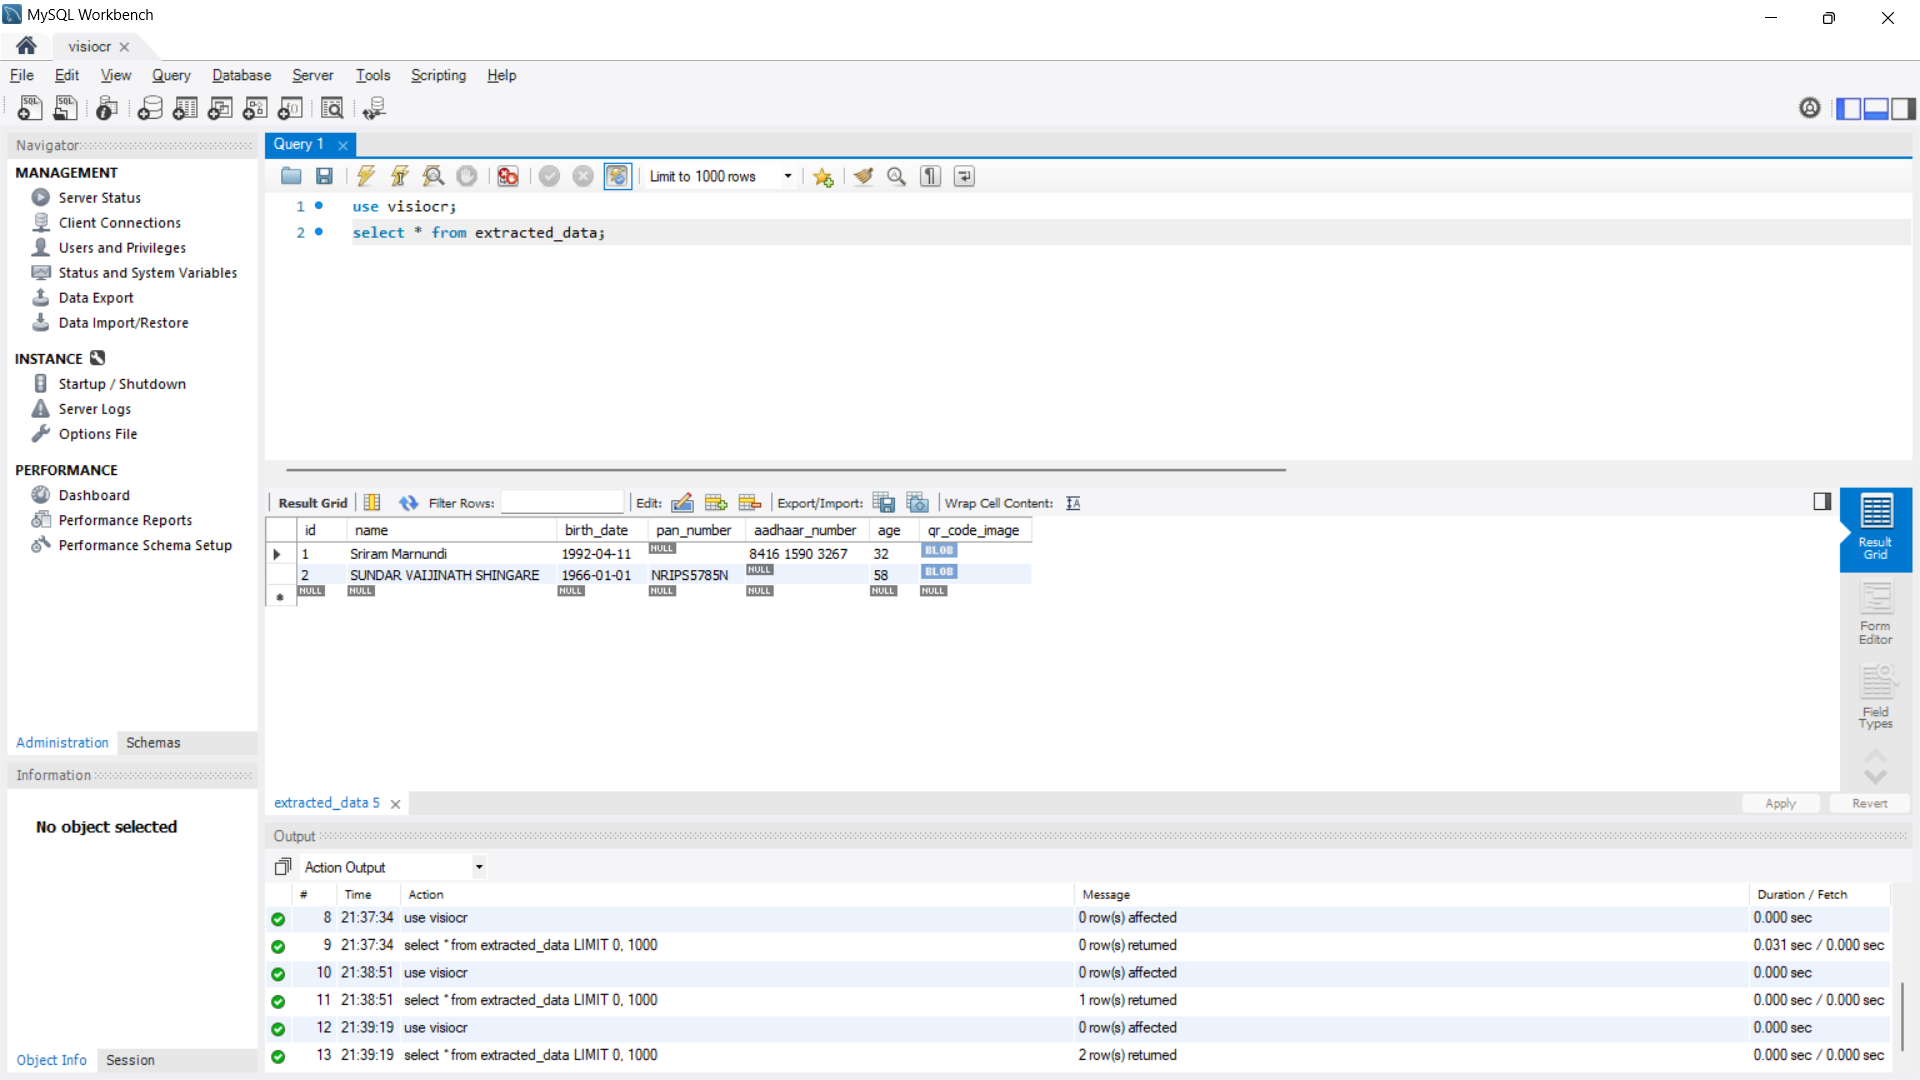 MySQL Workbench
visiocr
File Edit View Query Database Server Tools Scripting Help
Navigator
MANAGEMENT
Server Status
Client Connections
Users and Privileges
Status and System Variables
Data Export
Data Import/Restore
INSTANCE
Startup / Shutdown
Server Logs
Options File
PERFORMANCE
Dashboard
Performance Reports
Performance Schema Setup
Administration Schemas
Information
No object selected
Object Info Session
Query 1
Limit to 1000 rows
1 use visiocr;
2 select * from extracted_data;
Result Grid Filter Rows: Edit: Export/Import: Wrap Cell Content:
id name birth_date pan_number aadhaar_number age qr_code_image
1 Sriram Marnundi 1992-04-11 NULL 8416 1590 3267 32 BLOB
2 SUNDAR VAIJINATH SHINGARE 1966-01-01 NRIPS5785N NULL 58 BLOB
NULL NULL NULL NULL NULL NULL NULL
Result
Grid
Form
Editor
Field
Types
extracted_data 5
Apply Revert
Output
Action Output
# Time Action Message Duration / Fetch
8 21:37:34 use visiocr 0 row(s) affected 0.000 sec
9 21:37:34 select * from extracted_data LIMIT 0, 1000 0 row(s) returned 0.031 sec / 0.000 sec
10 21:38:51 use visiocr 0 row(s) affected 0.000 sec
11 21:38:51 select * from extracted_data LIMIT 0, 1000 1 row(s) returned 0.000 sec / 0.000 sec
12 21:39:19 use visiocr 0 row(s) affected 0.000 sec
13 21:39:19 select * from extracted_data LIMIT 0, 1000 2 row(s) returned 0.000 sec / 0.000 sec